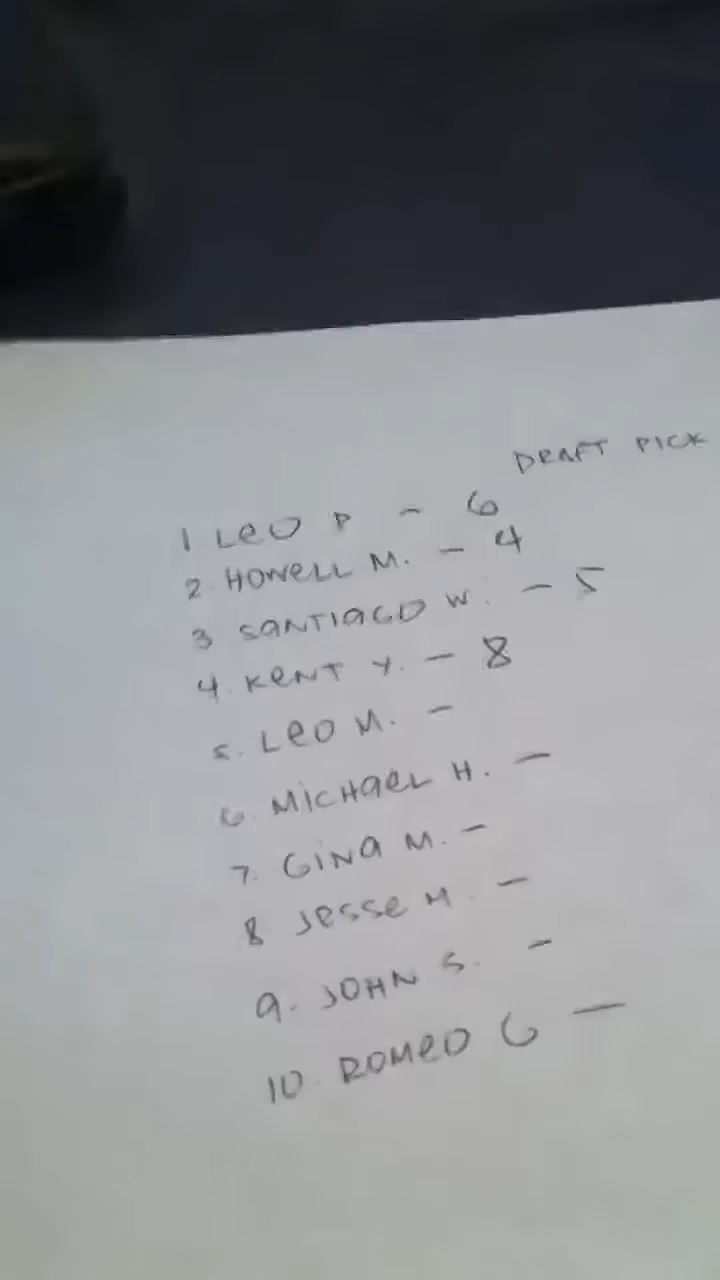 DRAFT PICK
1 Leo P - 6
2. HOWELL M. - 4
3 SANTIAGO W. - 5
4. KENT Y. - 8
5. Leo M. -
6. MICHAEL H. -
7. GINA M. -
8 Jesse M. -
9. JOHN S. -
10. ROMEO G -